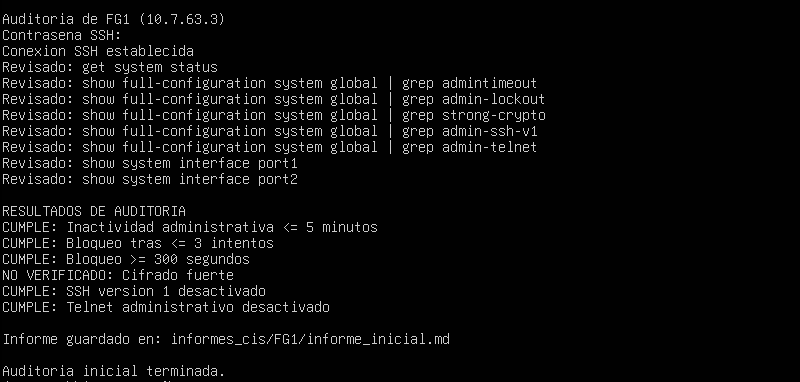 Auditoria de FG1 (10.7.63.3)
Contrasena SSH:
Conexion SSH establecida
Revisado: get system status
Revisado: show full-configuration system global | grep admintimeout
Revisado: show full-configuration system global | grep admin-lockout
Revisado: show full-configuration system global | grep strong-crypto
Revisado: show full-configuration system global | grep admin-ssh-v1
Revisado: show full-configuration system global | grep admin-telnet
Revisado: show system interface port1
Revisado: show system interface port2
RESULTADOS DE AUDITORIA
CUMPLE: Inactividad administrativa <= 5 minutos
CUMPLE: Bloqueo tras <= 3 intentos
CUMPLE: Bloqueo >= 300 segundos
NO VERIFICADO: Cifrado fuerte
CUMPLE: SSH version 1 desactivado
CUMPLE: Telnet administrativo desactivado
Informe guardado en: informes_cis/FG1/informe_inicial.md
Auditoria inicial terminada.